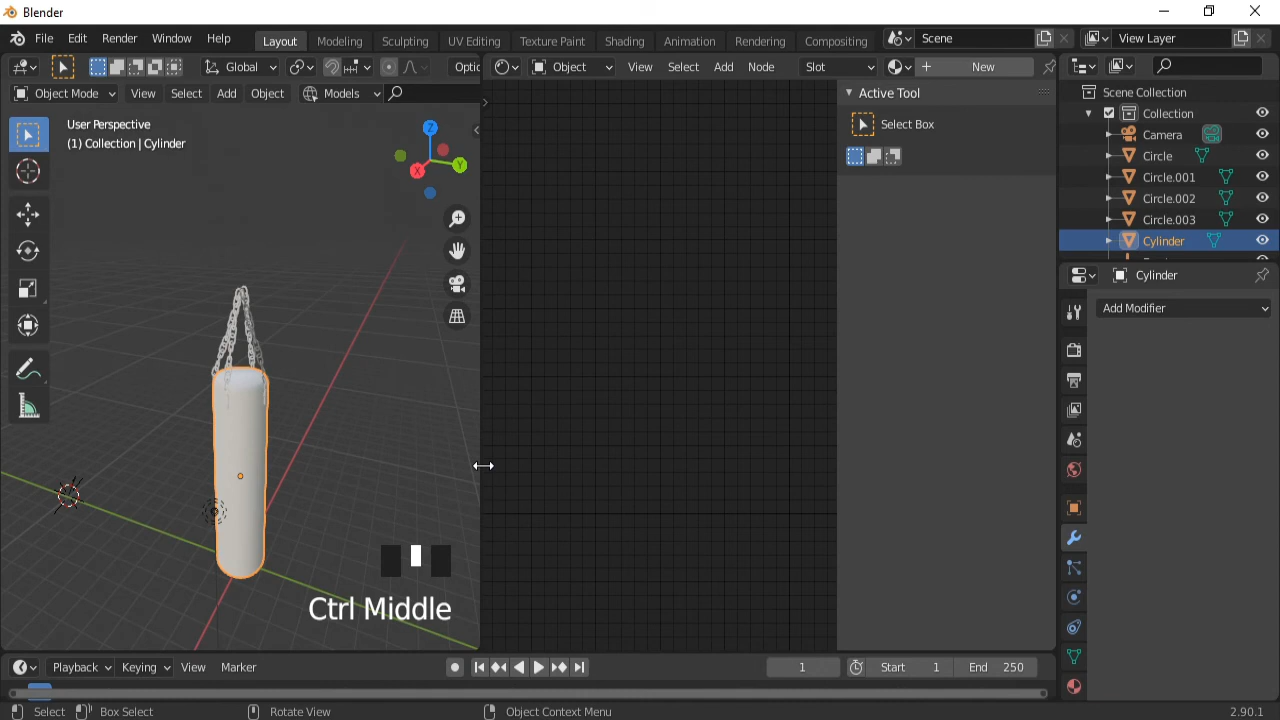 Blender
File Edit Render Window Help Layout Modeling Sculpting UV Editing Texture Paint Shading Animation Rendering Compositing Scene View Layer
Global Optic Object View Select Add Node Slot New
Object Mode View Select Add Object Models
User Perspective
(1) Collection | Cylinder
Z
Y
X
Active Tool
Select Box
Scene Collection
Collection
Camera
Circle
Circle.001
Circle.002
Circle.003
Cylinder
Cylinder
Add Modifier
Ctrl Middle
Playback Keying View Marker 1 Start 1 End 250
Select Box Select Rotate View Object Context Menu 2.90.1